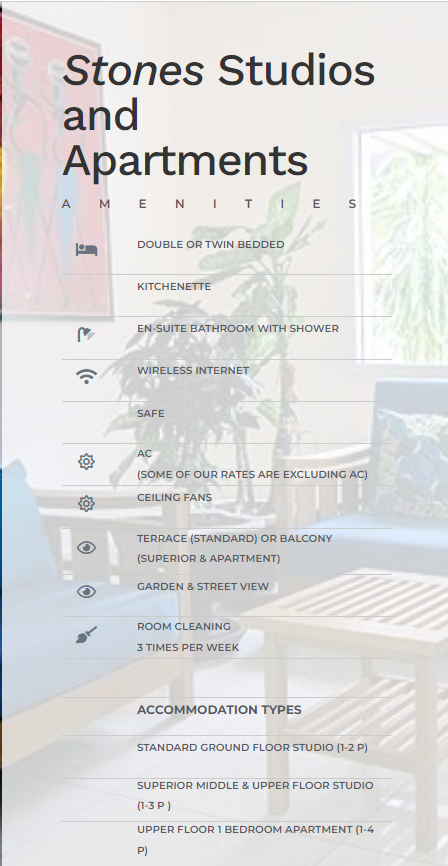 Stones Studios
and
Apartments
AMENITIES
DOUBLE OR TWIN BEDDED
KITCHENETTE
EN-SUITE BATHROOM WITH SHOWER
WIRELESS INTERNET
SAFE
AC
(SOME OF OUR RATES ARE EXCLUDING AC)
CEILING FANS
TERRACE (STANDARD) OR BALCONY
(SUPERIOR & APARTMENT)
GARDEN & STREET VIEW
ROOM CLEANING
3 TIMES PER WEEK
ACCOMMODATION TYPES
STANDARD GROUND FLOOR STUDIO (1-2 P)
SUPERIOR MIDDLE & UPPER FLOOR STUDIO
(1-3 P )
UPPER FLOOR 1 BEDROOM APARTMENT (1-4
P)